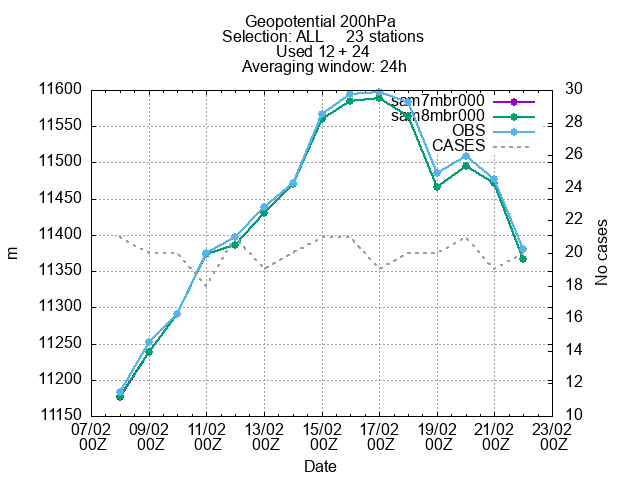 Geopotential 200hPa
Selection: ALL 23 stations
Used 12 + 24
Averaging window: 24h
sam7mbr000
sam8mbr000
OBS
CASES
11600
11550
11500
11450
11400
11350
11300
11250
11200
11150
m
30
28
26
24
22
20
18
16
14
12
10
No cases
07/02 09/02 11/02 13/02 15/02 17/02 19/02 21/02 23/02
00Z 00Z 00Z 00Z 00Z 00Z 00Z 00Z 00Z
Date